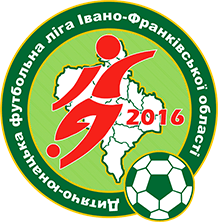 Дитячо-юнацька футбольна ліга Івано-Франківської області
2016